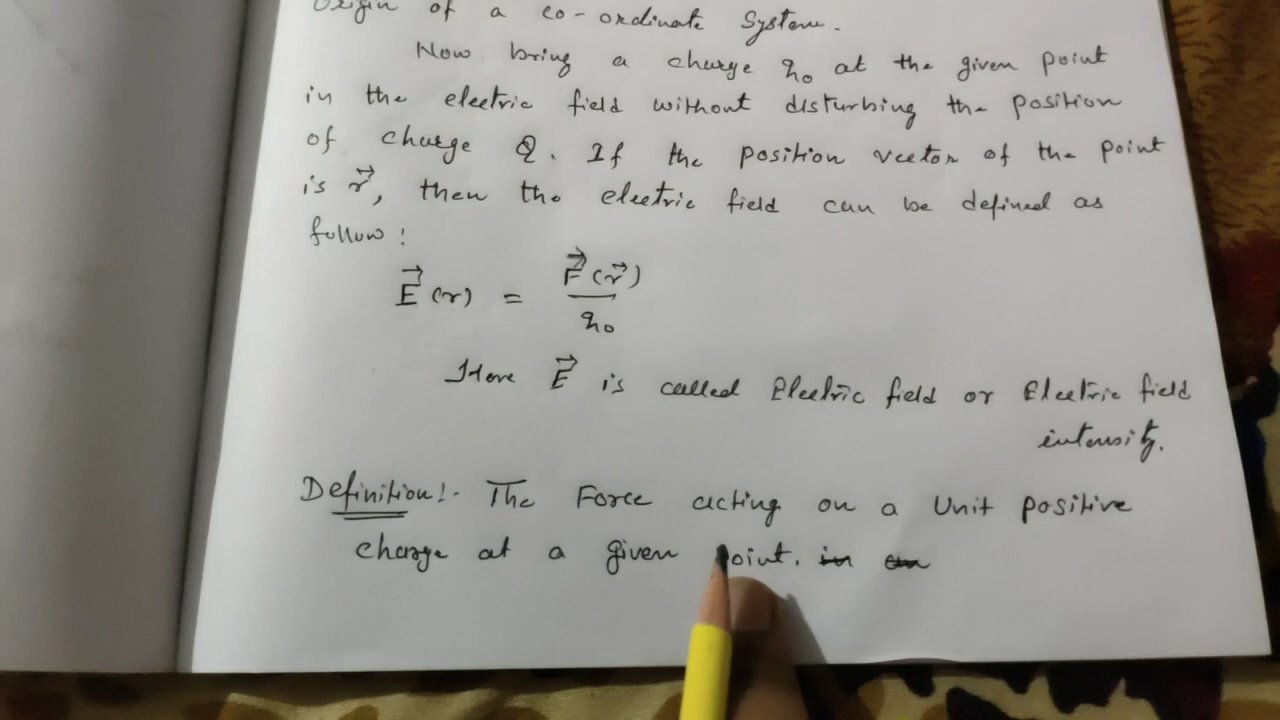 Origin of a co-ordinate System.
Now bring a charge q₀ at the given point
in the electric field without disturbing the position
of charge Q. If the position vector of the point
is r⃗, then the electric field can be defined as
follow:
E⃗(r) = F⃗(r⃗) / q₀
Here E⃗ is called Electric field or Electric field
intensity.
Definition:- The Force acting on a Unit positive
charge at a given point. in an